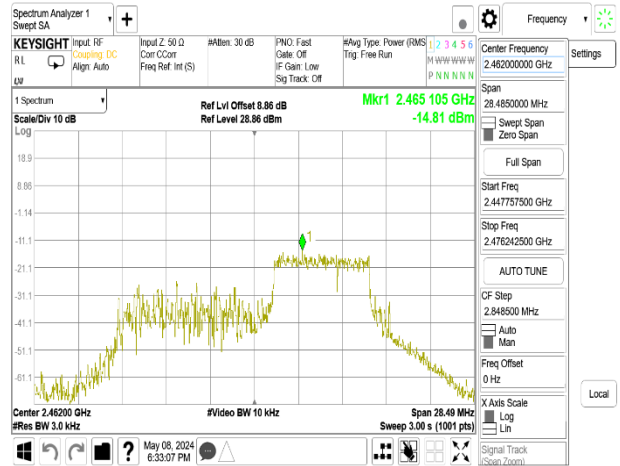 Spectrum Analyzer 1
Swept SA
+
Frequency
KEYSIGHT
Input: RF
Coupling: DC
Align: Auto
Input Z: 50 Ω
Corr CCorr
Freq Ref: Int (S)
#Atten: 30 dB
PNO: Fast
Gate: Off
IF Gain: Low
Sig Track: Off
#Avg Type: Power (RMS
Trig: Free Run
1 2 3 4 5 6
M W W W W W
P N N N N N
RL
Settings
Center Frequency
2.462000000 GHz
Span
28.4850000 MHz
Swept Span
Zero Span
Full Span
Start Freq
2.447757500 GHz
Stop Freq
2.476242500 GHz
AUTO TUNE
CF Step
2.848500 MHz
Auto
Man
Freq Offset
0 Hz
X Axis Scale
Log
Lin
Signal Track
(Span Zoom)
Local
1 Spectrum
Scale/Div 10 dB
Log
Ref Lvl Offset 8.86 dB
Ref Level 28.86 dBm
Mkr1 2.465 105 GHz
-14.81 dBm
18.9
8.86
-1.14
-11.1
-21.1
-31.1
-41.1
-51.1
-61.1
1
Center 2.46200 GHz
#Res BW 3.0 kHz
#Video BW 10 kHz
Span 28.49 MHz
Sweep 3.00 s (1001 pts)
?
May 08, 2024
6:33:07 PM